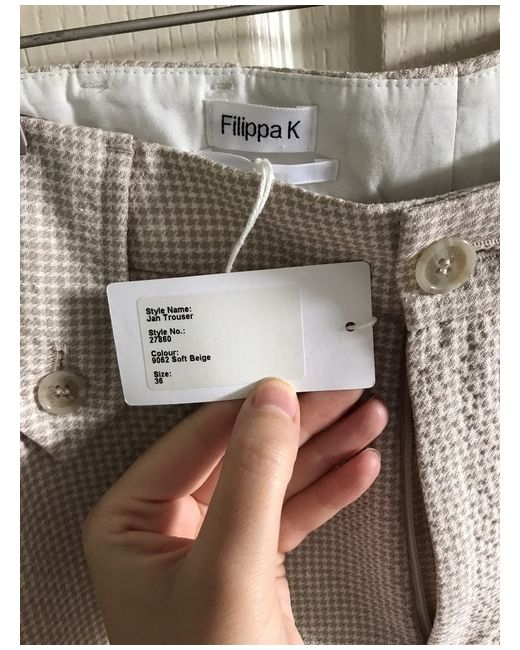 Filippa K
Style Name:
Jan Trouser
Style No.:
27860
Colour:
9062 Soft Beige
Size:
36